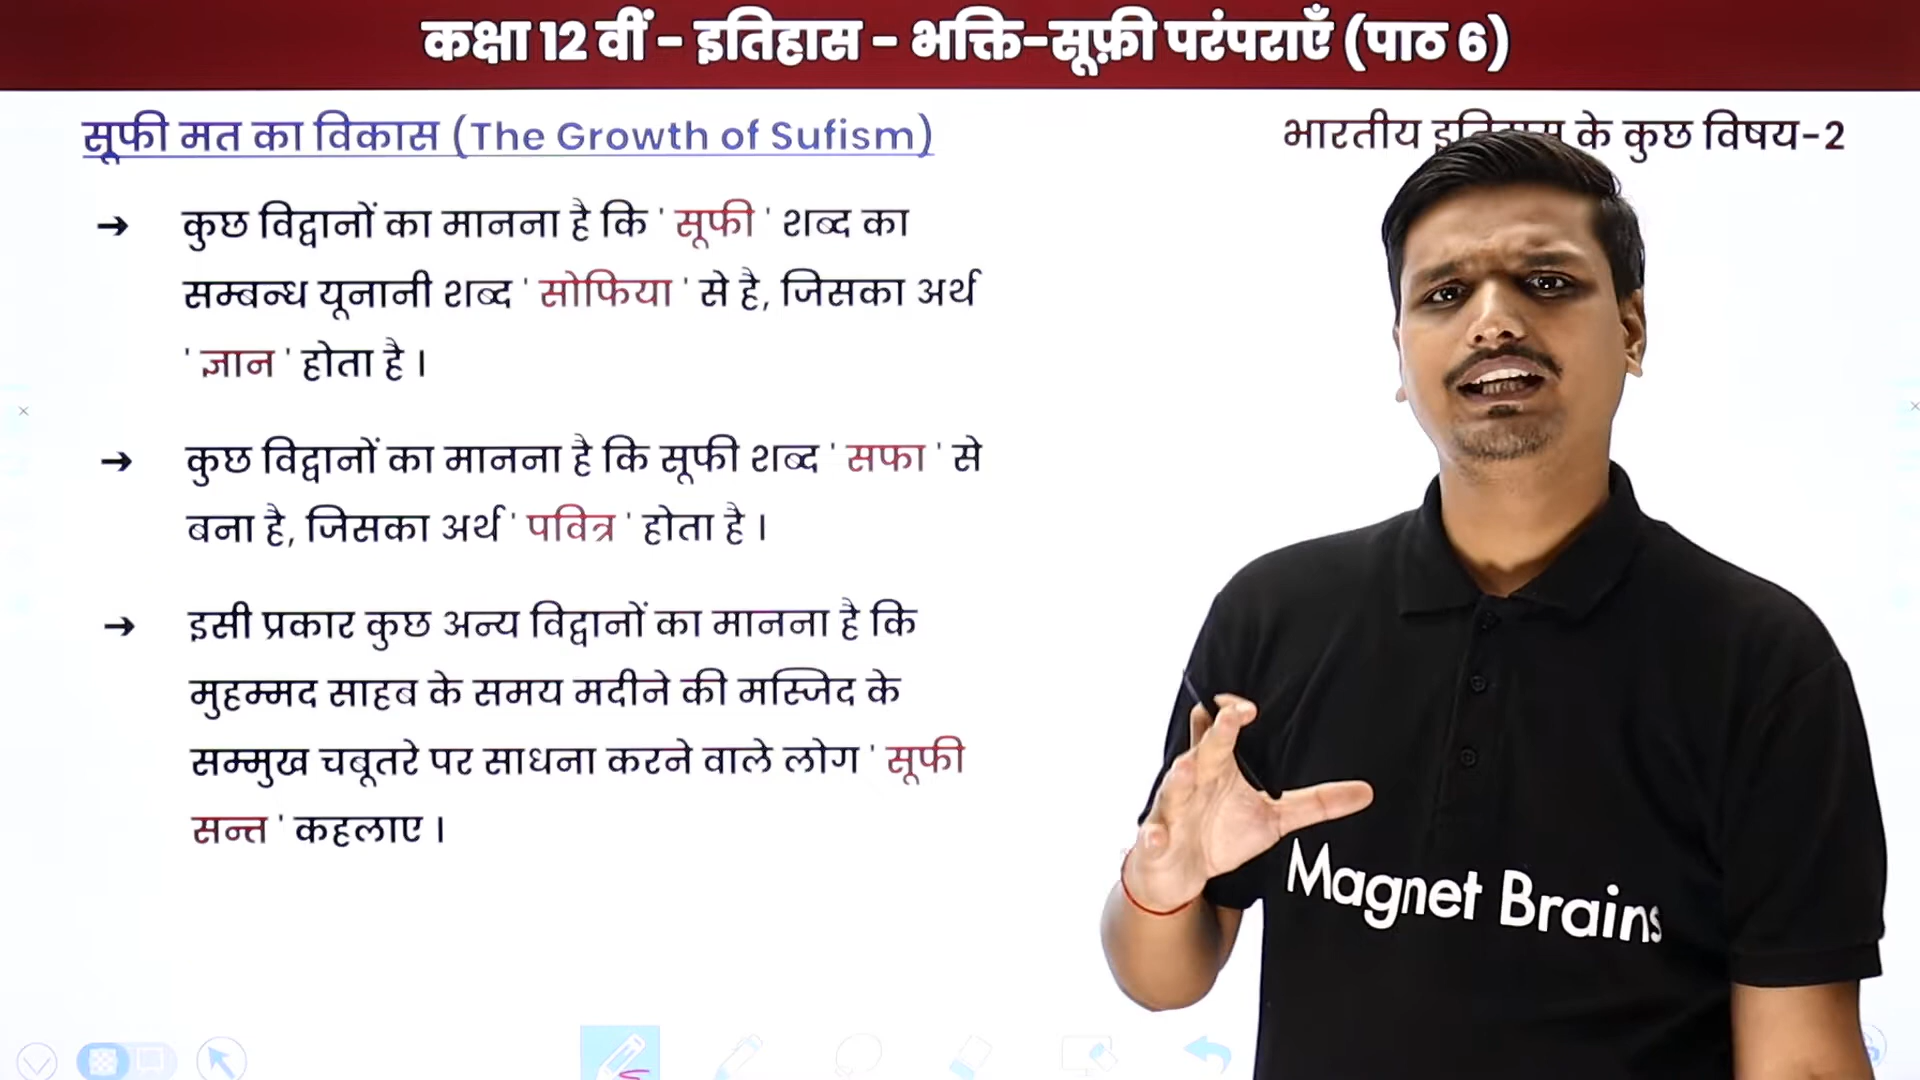 कक्षा 12 वीं - इतिहास - भक्ति-सूफ़ी परंपराएँ (पाठ 6)
सूफी मत का विकास (The Growth of Sufism)
भारतीय के कुछ विषय-2
→ कुछ विद्वानों का मानना है कि ' सूफी ' शब्द का
सम्बन्ध यूनानी शब्द ' सोफिया ' से है, जिसका अर्थ
' ज्ञान ' होता है ।
→ कुछ विद्वानों का मानना है कि सूफी शब्द ' सफा ' से
बना है, जिसका अर्थ ' पवित्र ' होता है ।
→ इसी प्रकार कुछ अन्य विद्वानों का मानना है कि
मुहम्मद साहब के समय मदीने की मस्जिद के
सम्मुख चबूतरे पर साधना करने वाले लोग ' सूफी
सन्त ' कहलाए ।
Magnet Brains